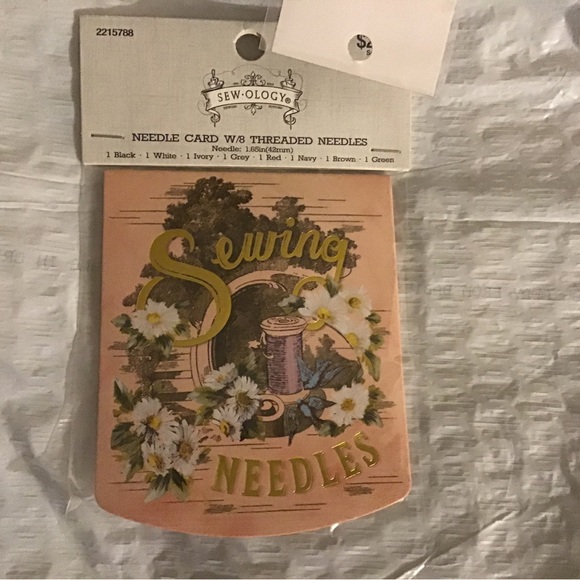 2215788
$2
SEW·OLOGY®
NEEDLE CARD W/8 THREADED NEEDLES
Needle: 1.65in(42mm)
1 Black · 1 White · 1 Ivory · 1 Grey · 1 Red · 1 Navy · 1 Brown · 1 Green
Sewing
NEEDLES